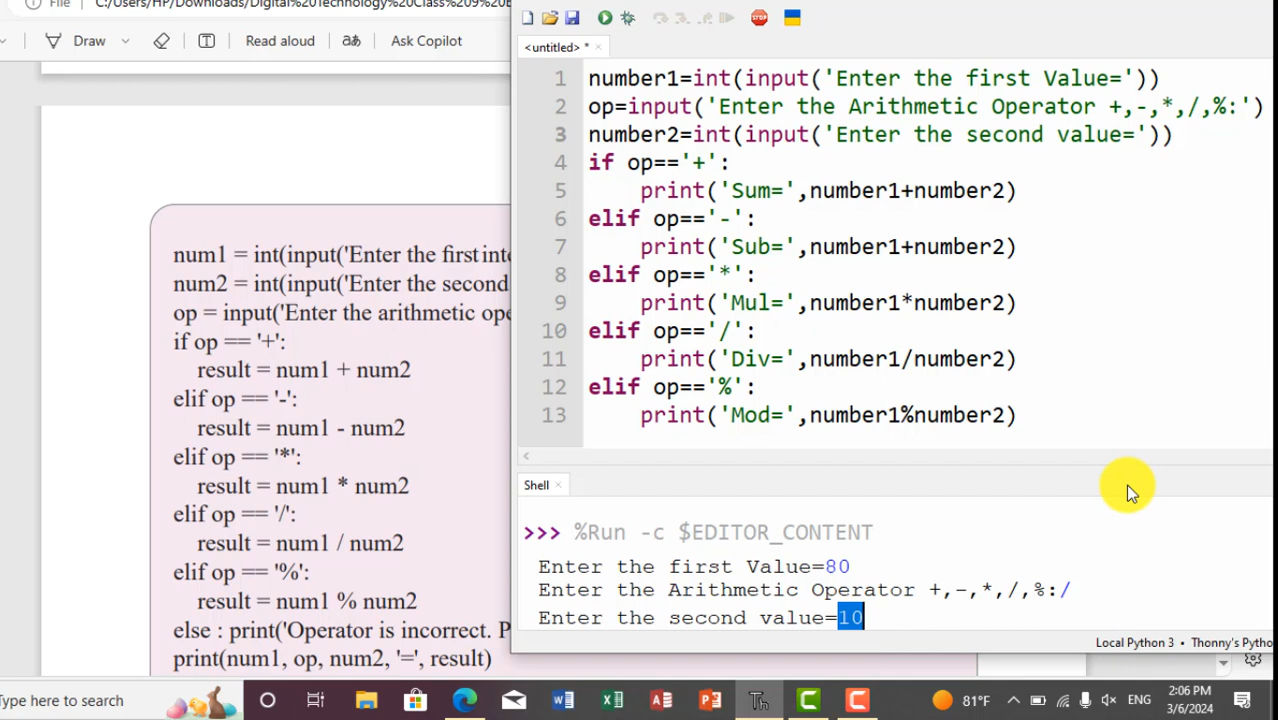 File
C:/Users/HP/Downloads/Digital%20Technology%20Class%209%20E
Draw
Read aloud
aあ
Ask Copilot
num1 = int(input('Enter the first int
num2 = int(input('Enter the second
op = input('Enter the arithmetic ope
if op == '+':
result = num1 + num2
elif op == '-':
result = num1 - num2
elif op == '*':
result = num1 * num2
elif op == '/':
result = num1 / num2
elif op == '%':
result = num1 % num2
else : print('Operator is incorrect. P
print(num1, op, num2, '=', result)
STOP
<untitled> * ×
1 number1=int(input('Enter the first Value='))
2 op=input('Enter the Arithmetic Operator +,-,*,/,%:')
3 number2=int(input('Enter the second value='))
4 if op=='+':
5 print('Sum=',number1+number2)
6 elif op=='-':
7 print('Sub=',number1+number2)
8 elif op=='*':
9 print('Mul=',number1*number2)
10 elif op=='/':
11 print('Div=',number1/number2)
12 elif op=='%':
13 print('Mod=',number1%number2)
Shell ×
>>> %Run -c $EDITOR_CONTENT
Enter the first Value=80
Enter the Arithmetic Operator +,-,*,/,%:/
Enter the second value=10
Local Python 3 • Thonny's Pytho
Type here to search
81°F
ENG
2:06 PM
3/6/2024